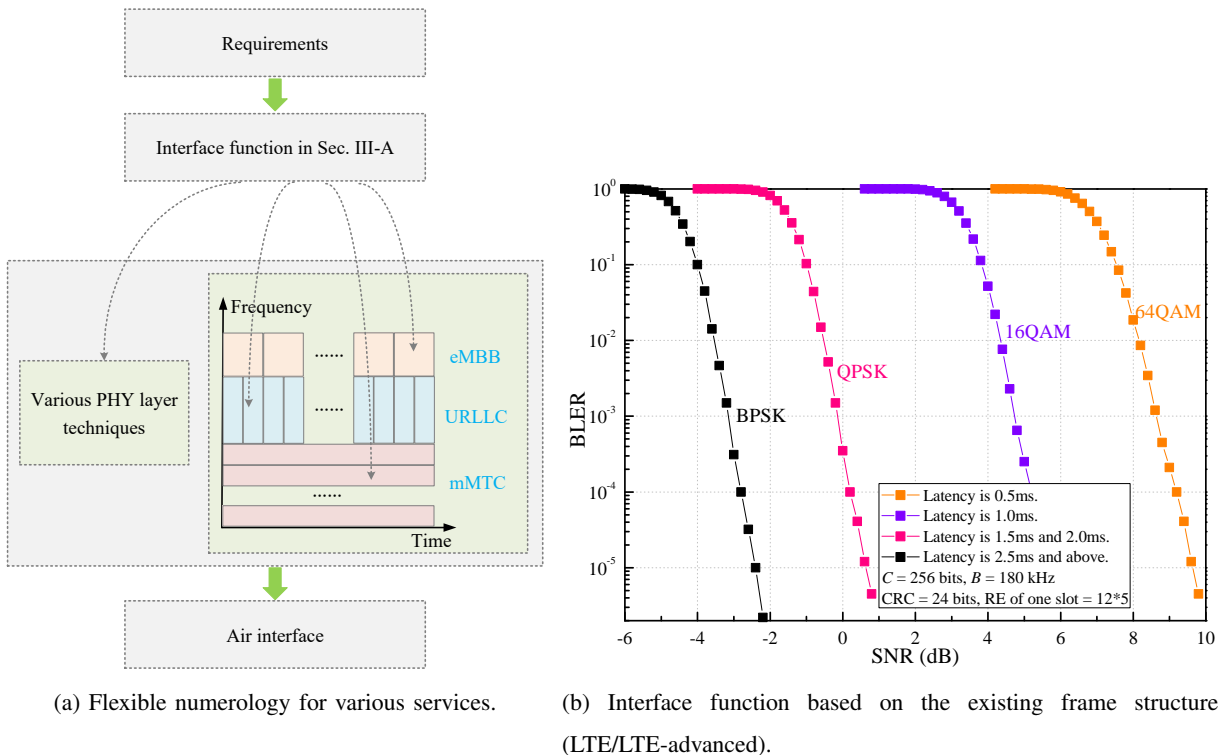 Requirements
Interface function in Sec. III-A
Frequency
eMBB
......
Various PHY layer
techniques
URLLC
......
mMTC
......
Time
Air interface
(a) Flexible numerology for various services.
10^0
10^-1
10^-2
10^-3
10^-4
10^-5
BLER
64QAM
16QAM
QPSK
BPSK
Latency is 0.5ms.
Latency is 1.0ms.
Latency is 1.5ms and 2.0ms.
Latency is 2.5ms and above.
C = 256 bits, B = 180 kHz
CRC = 24 bits, RE of one slot = 12*5
-6 -4 -2 0 2 4 6 8 10
SNR (dB)
(b) Interface function based on the existing frame structure
(LTE/LTE-advanced).